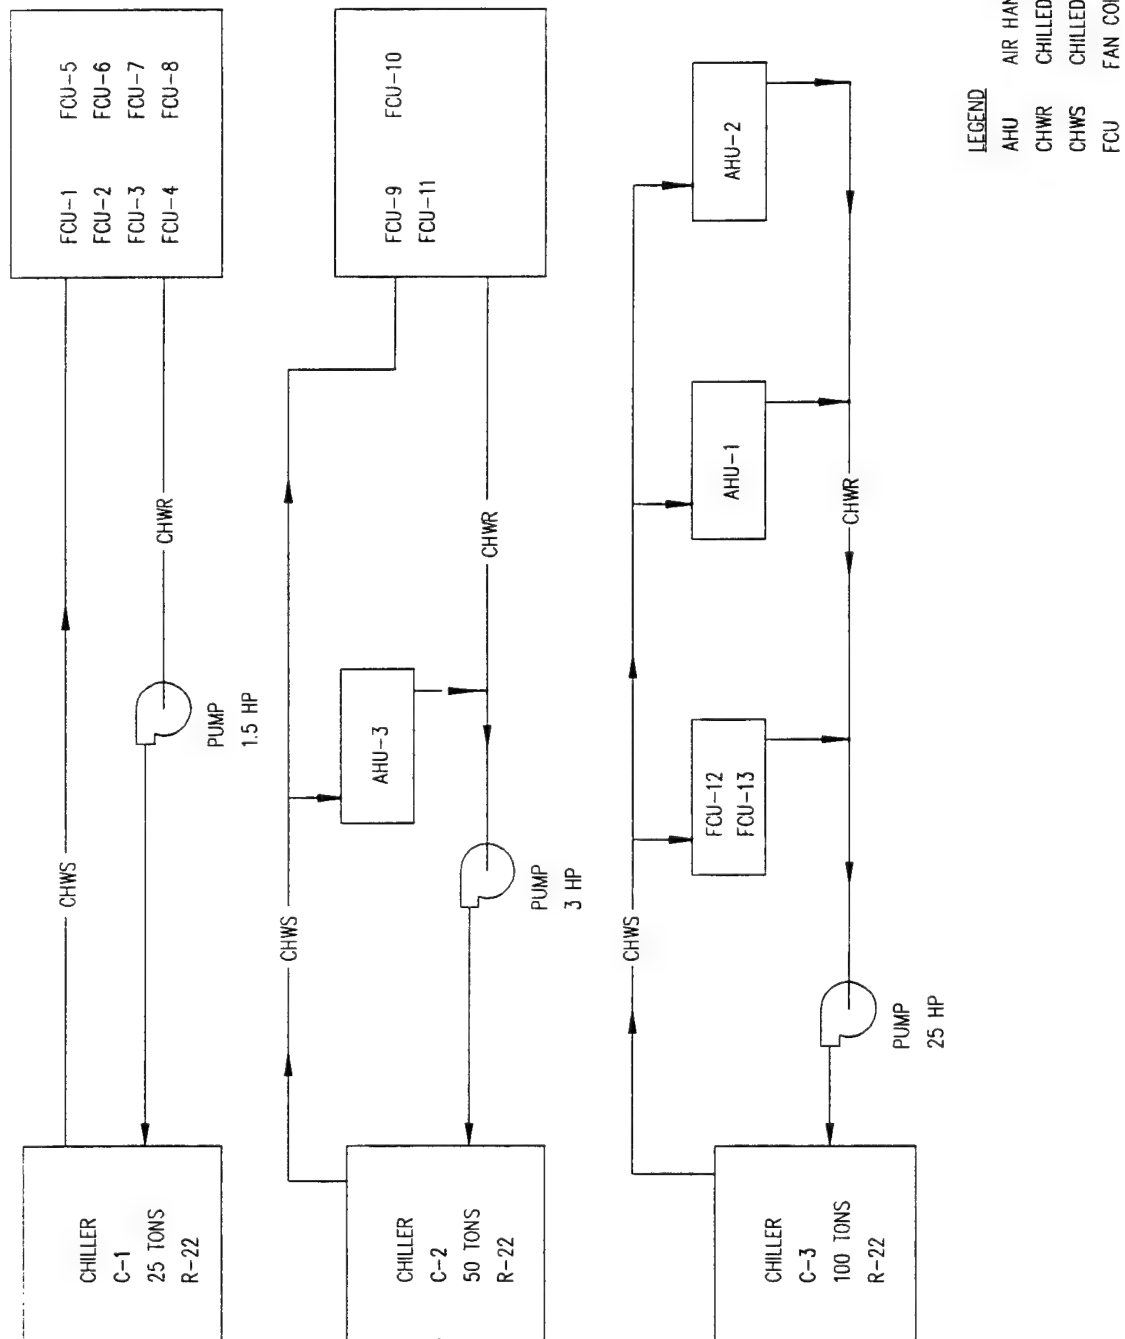 FCU-1 FCU-5
FCU-2 FCU-6
FCU-3 FCU-7
FCU-4 FCU-8
CHWS
CHWR
PUMP
1.5 HP
CHILLER
C-1
25 TONS
R-22
FCU-9 FCU-10
FCU-11
CHWS
CHWR
AHU-3
PUMP
3 HP
CHILLER
C-2
50 TONS
R-22
AHU-2
AHU-1
FCU-12
FCU-13
CHWS
CHWR
PUMP
25 HP
CHILLER
C-3
100 TONS
R-22
LEGEND
AHU AIR
CHWR CHILLED
CHWS CHILLED
FCU FAN